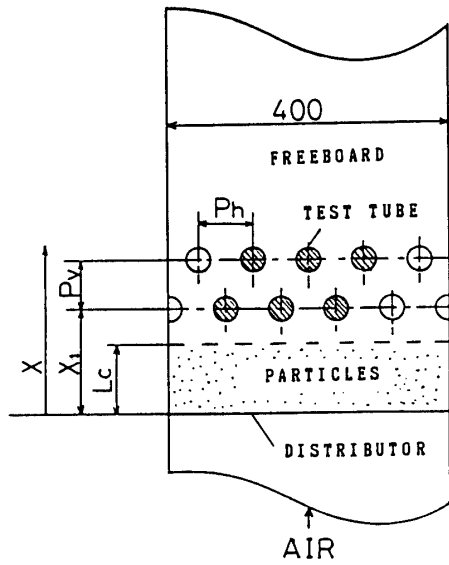 400
FREEBOARD
Ph
TEST TUBE
Pv
X
X1
Lc
PARTICLES
DISTRIBUTOR
AIR